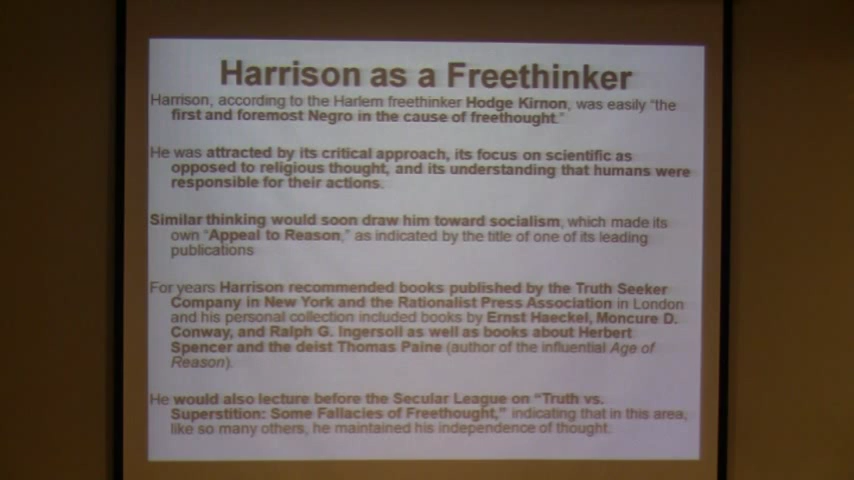 Harrison as a Freethinker
Harrison, according to the Harlem freethinker Hodge Kirnon, was easily “the
first and foremost Negro in the cause of freethought.”
He was attracted by its critical approach, its focus on scientific as
opposed to religious thought, and its understanding that humans were
responsible for their actions.
Similar thinking would soon draw him toward socialism, which made its
own “Appeal to Reason,” as indicated by the title of one of its leading
publications
For years Harrison recommended books published by the Truth Seeker
Company in New York and the Rationalist Press Association in London
and his personal collection included books by Ernst Haeckel, Moncure D.
Conway, and Ralph G. Ingersoll as well as books about Herbert
Spencer and the deist Thomas Paine (author of the influential Age of
Reason).
He would also lecture before the Secular League on “Truth vs.
Superstition: Some Fallacies of Freethought,” indicating that in this area,
like so many others, he maintained his independence of thought.